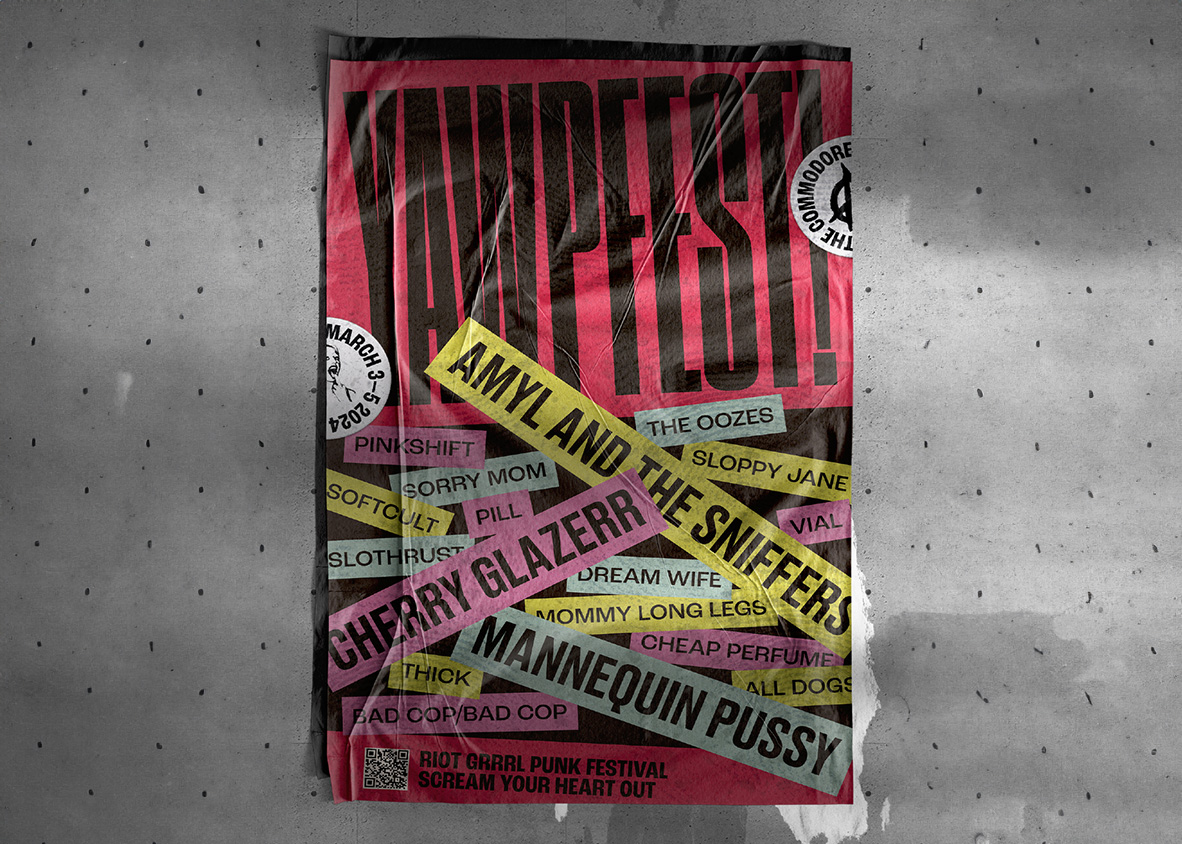 YAWPFEST!
THE COMMODORE
MARCH 3–5 2024
AMYL AND THE SNIFFERS
THE OOZES
PINKSHIFT
SLOPPY JANE
SORRY MOM
SOFTCULT
PILL
VIAL
CHERRY GLAZERR
SLOTHRUST
DREAM WIFE
MOMMY LONG LEGS
CHEAP PERFUME
MANNEQUIN PUSSY
THICK
ALL DOGS
BAD COP/BAD COP
RIOT GRRRL PUNK FESTIVAL
SCREAM YOUR HEART OUT